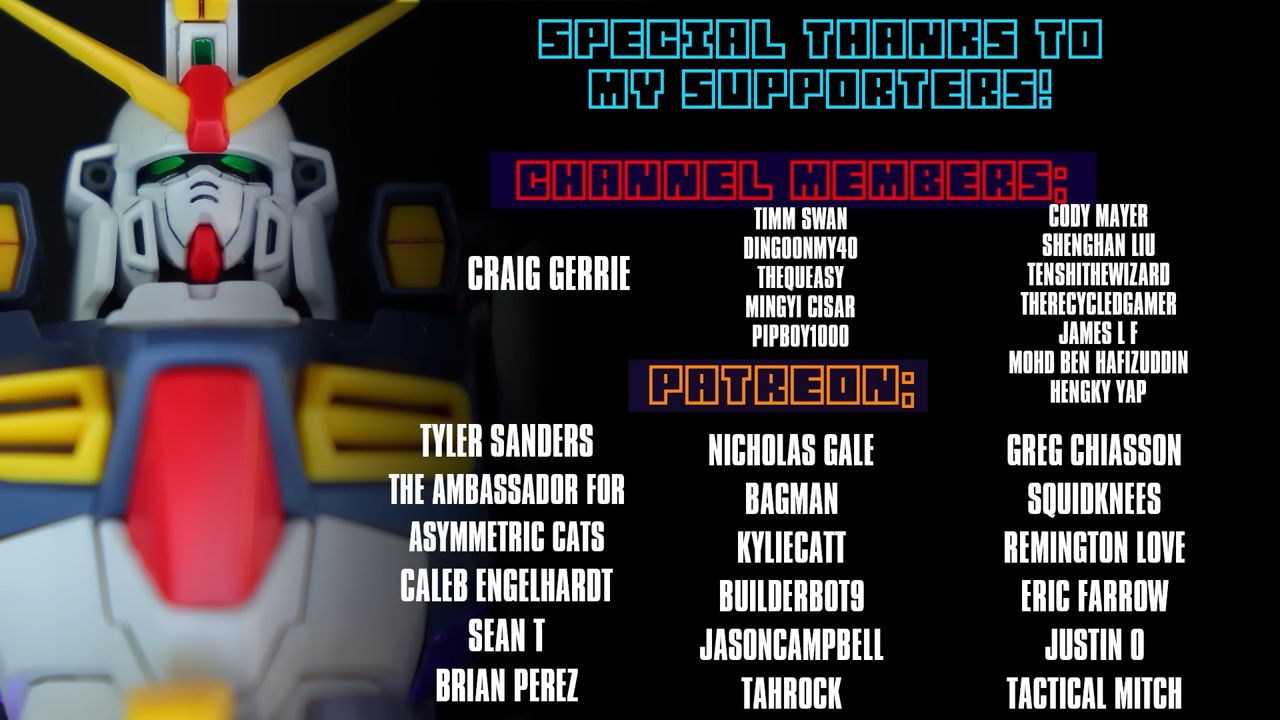 SPECIAL THANKS TO
MY SUPPORTERS!
CHANNEL MEMBERS:
CRAIG GERRIE
TIMM SWAN
DINGOONMY40
THEQUEASY
MINGYI CISAR
PIPBOY1000
CODY MAYER
SHENGHAN LIU
TENSHITHEWIZARD
THERECYCLEDGAMER
JAMES L F
MOHD BEN HAFIZUDDIN
HENGKY YAP
PATREON:
TYLER SANDERS
THE AMBASSADOR FOR
ASYMMETRIC CATS
CALEB ENGELHARDT
SEAN T
BRIAN PEREZ
NICHOLAS GALE
BAGMAN
KYLIECATT
BUILDERBOT9
JASONCAMPBELL
TAHROCK
GREG CHIASSON
SQUIDKNEES
REMINGTON LOVE
ERIC FARROW
JUSTIN O
TACTICAL MITCH